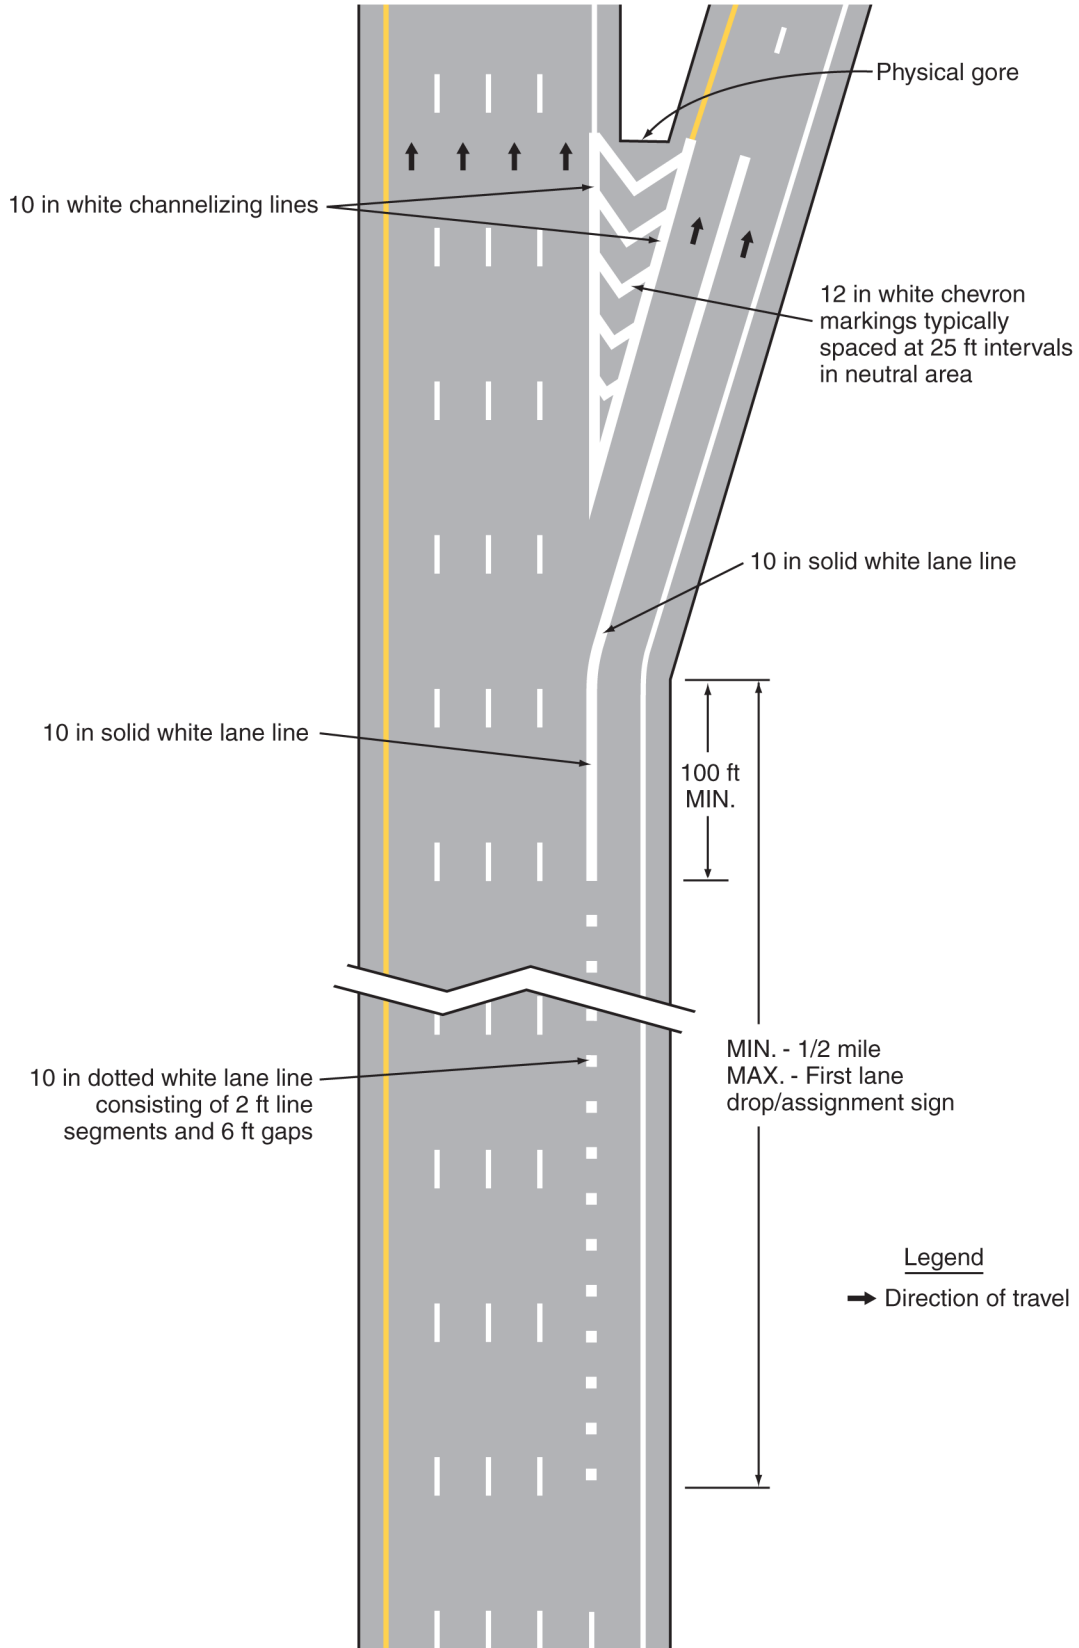 Physical gore
10 in white channelizing lines
12 in white chevron
markings typically
spaced at 25 ft intervals
in neutral area
10 in solid white lane line
10 in solid white lane line
100 ft
MIN.
MIN. - 1/2 mile
MAX. - First lane
drop/assignment sign
10 in dotted white lane line
consisting of 2 ft line
segments and 6 ft gaps
Legend
Direction of travel